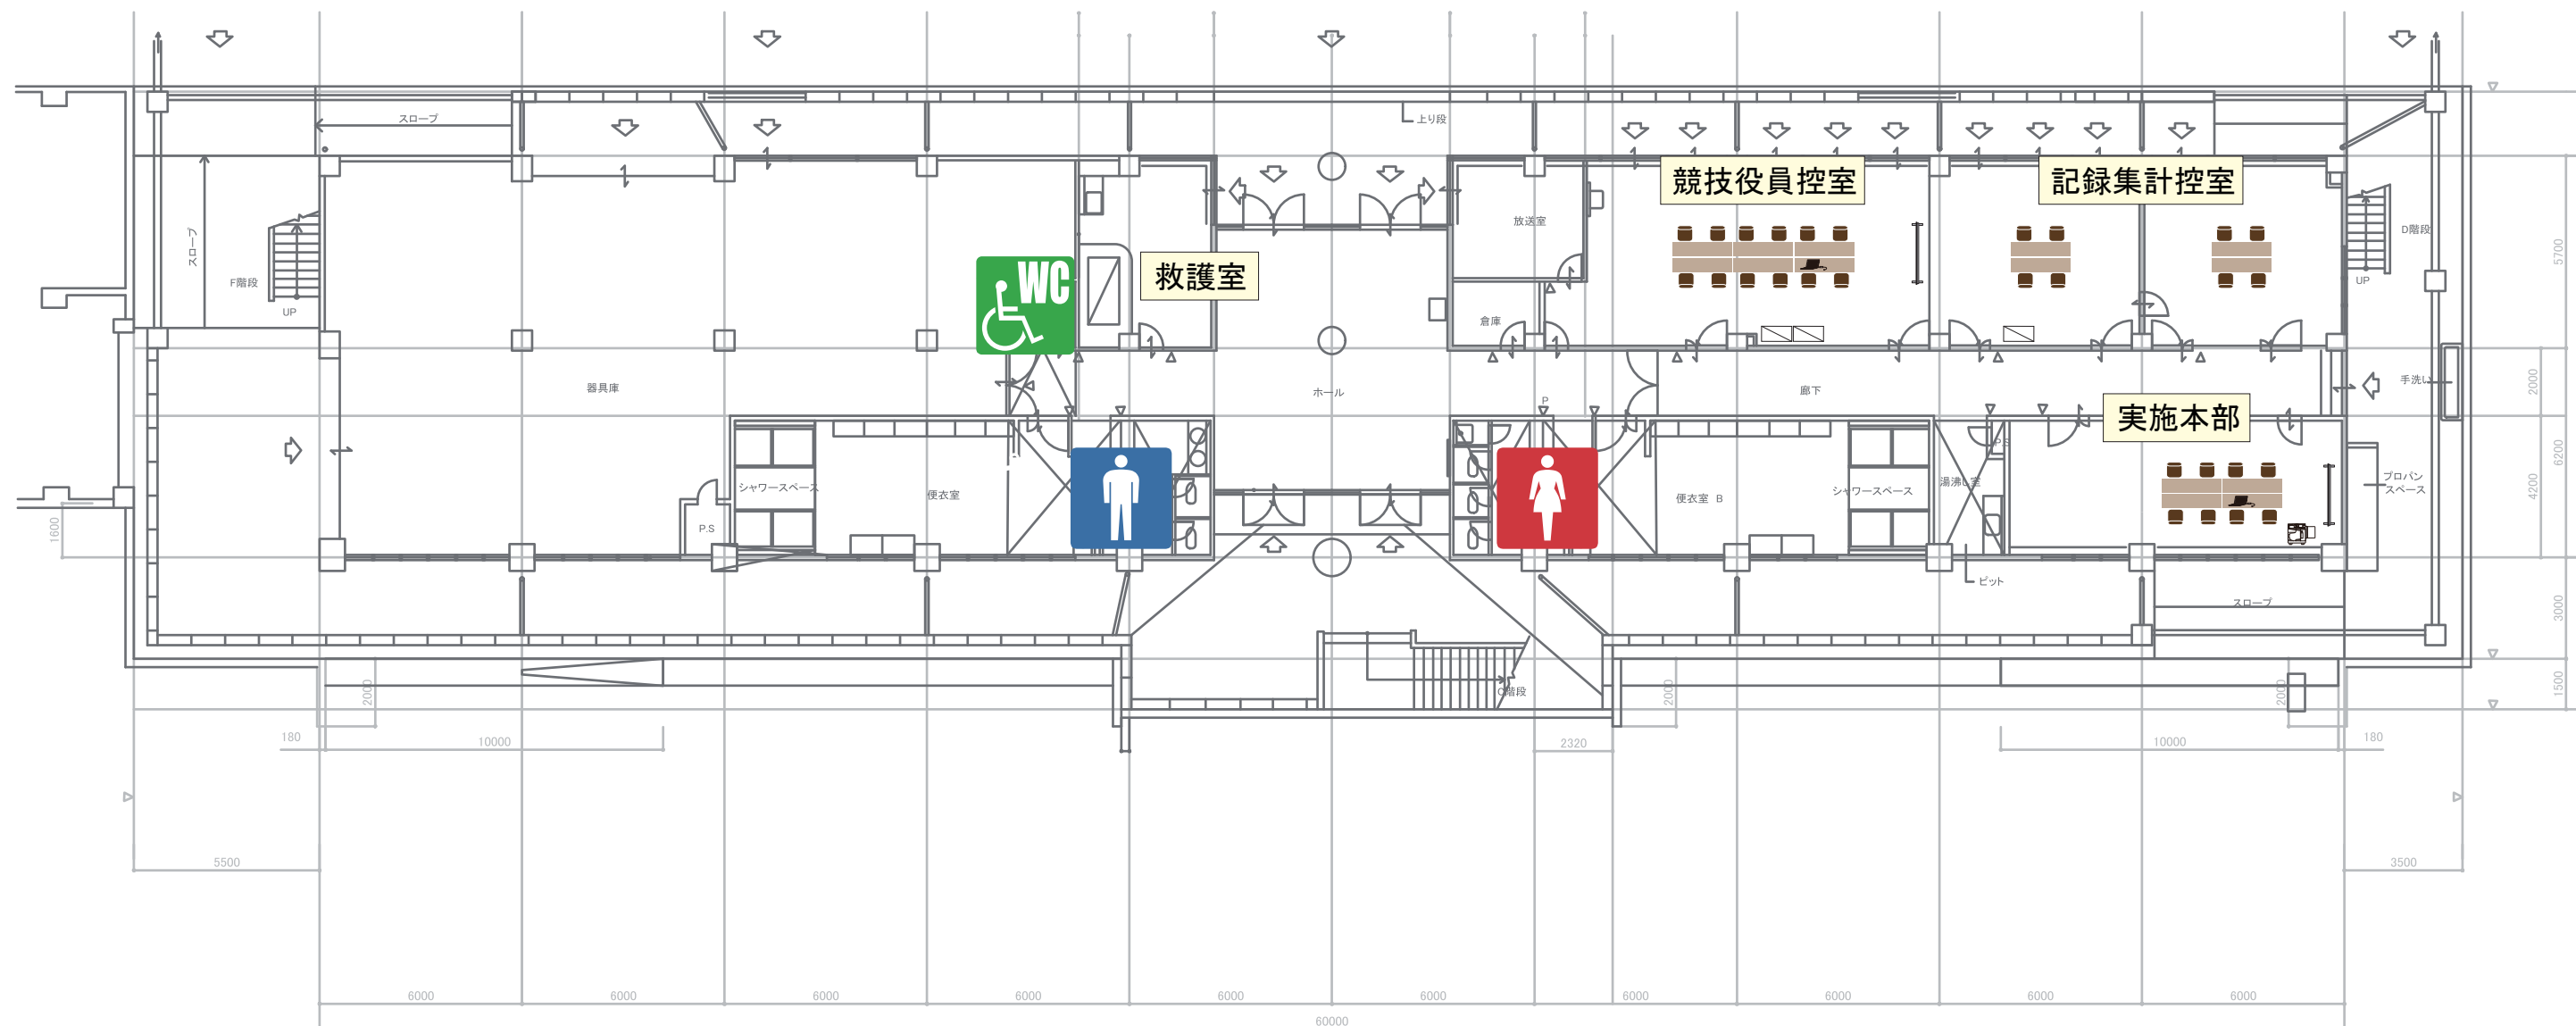 スロープ
上り段
競技役員控室
記録集計控室
放送室
スロープ
F階段
UP
WC
救護室
D階段
UP
5700
倉庫
器具庫
ホール
P
廊下
手洗い
2000
実施本部
P.S
6200
シャワースペース
便衣室
便衣室 B
シャワースペース
湯沸し室
プロパン
スペース
4200
P.S
1600
ピット
スロープ
3000
C階段
2000
2000
2000
1500
180
10000
2320
10000
180
5500
3500
6000
6000
6000
6000
6000
6000
6000
6000
6000
6000
60000